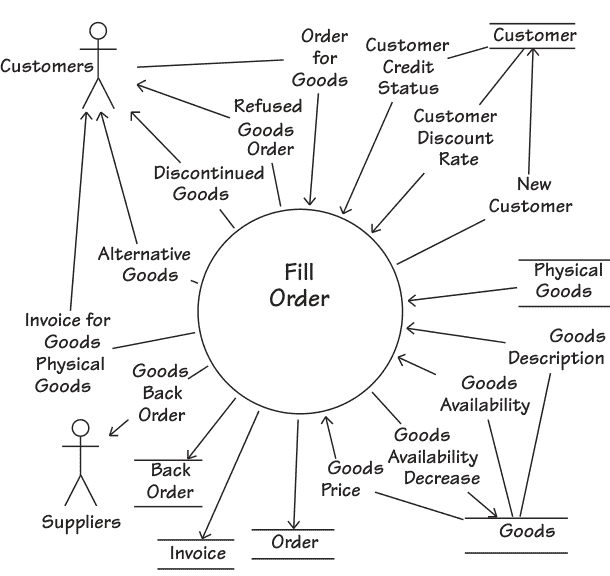 Customers
Order
for
Goods
Customer
Credit
Status
Customer
Refused
Goods
Order
Customer
Discount
Rate
Discontinued
Goods
New
Customer
Alternative
Goods
Fill
Order
Physical
Goods
Invoice for
Goods
Physical
Goods
Goods
Description
Goods
Back
Order
Goods
Availability
Goods
Availability
Decrease
Back
Order
Goods
Price
Suppliers
Invoice
Order
Goods